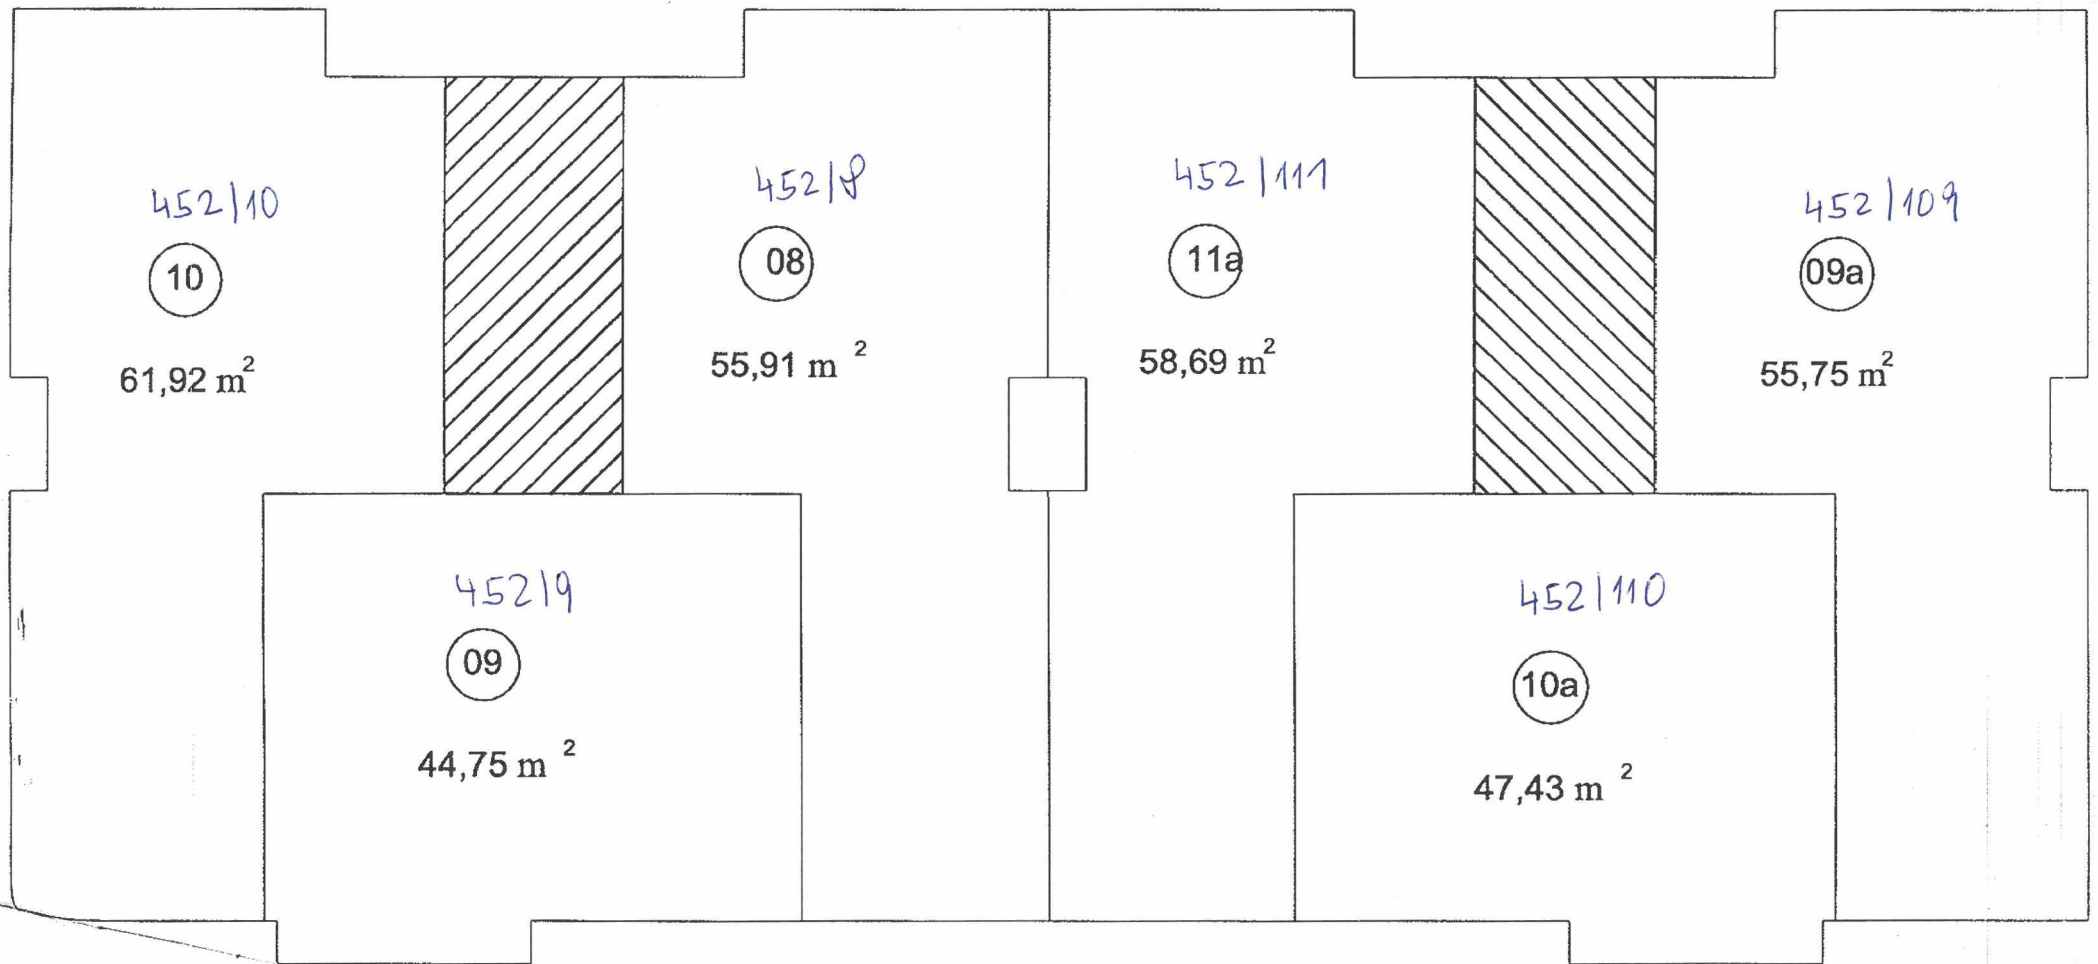 452/10
10
61,92 m²
452/8
08
55,91 m²
452/111
11a
58,69 m²
452/109
09a
55,75 m²
452/9
09
44,75 m²
452/110
10a
47,43 m²